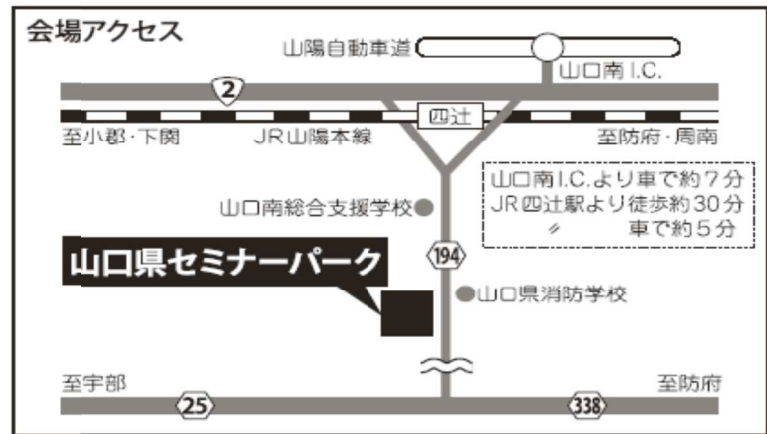 会場アクセス
山陽自動車道
山口南I.C.
2
四辻
至小郡・下関
JR山陽本線
至防府・周南
山口南I.C.より車で約7分
JR四辻駅より徒歩約30分
〃 車で約5分
山口南総合支援学校
194
山口県セミナーパーク
山口県消防学校
至宇部
至防府
25
338